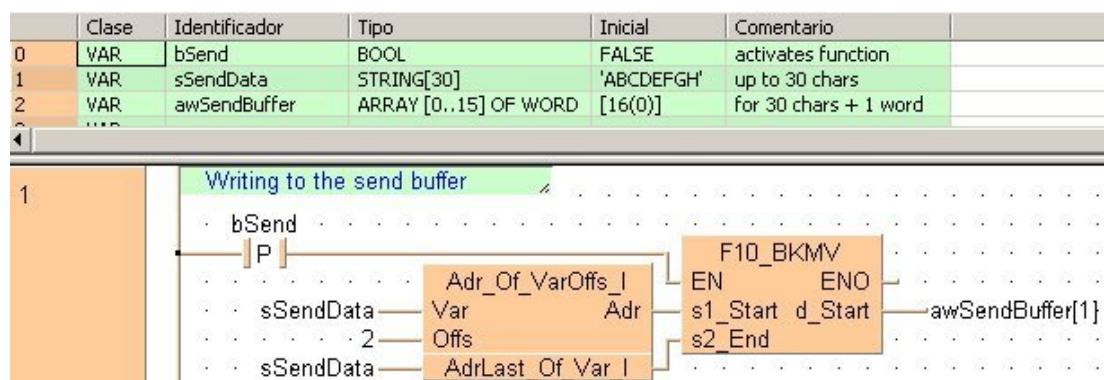 Clase Identificador Tipo Inicial Comentario
0 VAR bSend BOOL FALSE activates function
1 VAR sSendData STRING[30] 'ABCDEFGH' up to 30 chars
2 VAR awSendBuffer ARRAY [0..15] OF WORD [16(0)] for 30 chars + 1 word
1 Writing to the send buffer
bSend
P F10_BKMV
Adr_Of_VarOffs_I EN ENO
sSendData Var Adr s1_Start d_Start awSendBuffer[1]
2 Offs s2_End
sSendData AdrLast_Of_Var_I